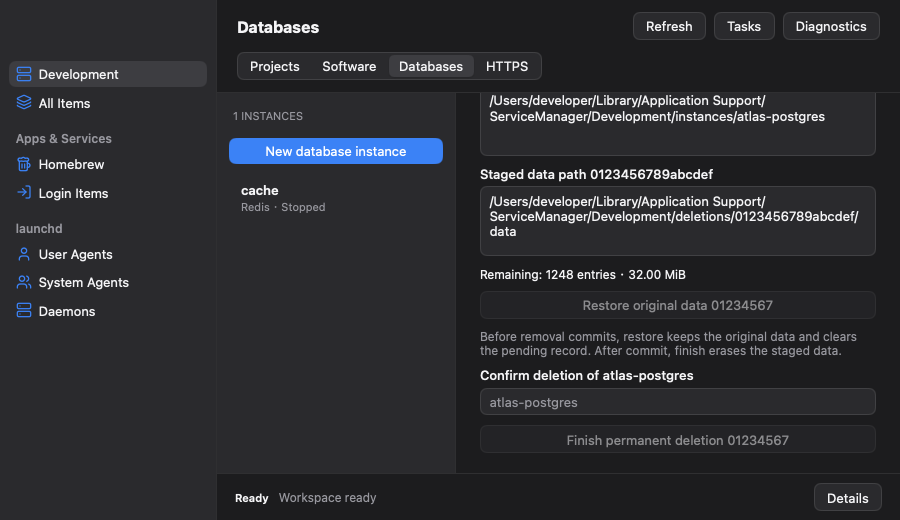 Databases
Refresh
Tasks
Diagnostics
Projects
Software
Databases
HTTPS
Development
All Items
Apps & Services
Homebrew
Login Items
launchd
User Agents
System Agents
Daemons
1 INSTANCES
New database instance
cache
Redis · Stopped
/Users/developer/Library/Application Support/
ServiceManager/Development/instances/atlas-postgres
Staged data path 0123456789abcdef
/Users/developer/Library/Application Support/
ServiceManager/Development/deletions/0123456789abcdef/
data
Remaining: 1248 entries · 32.00 MiB
Restore original data 01234567
Before removal commits, restore keeps the original data and clears
the pending record. After commit, finish erases the staged data.
Confirm deletion of atlas-postgres
atlas-postgres
Finish permanent deletion 01234567
Ready
Workspace ready
Details